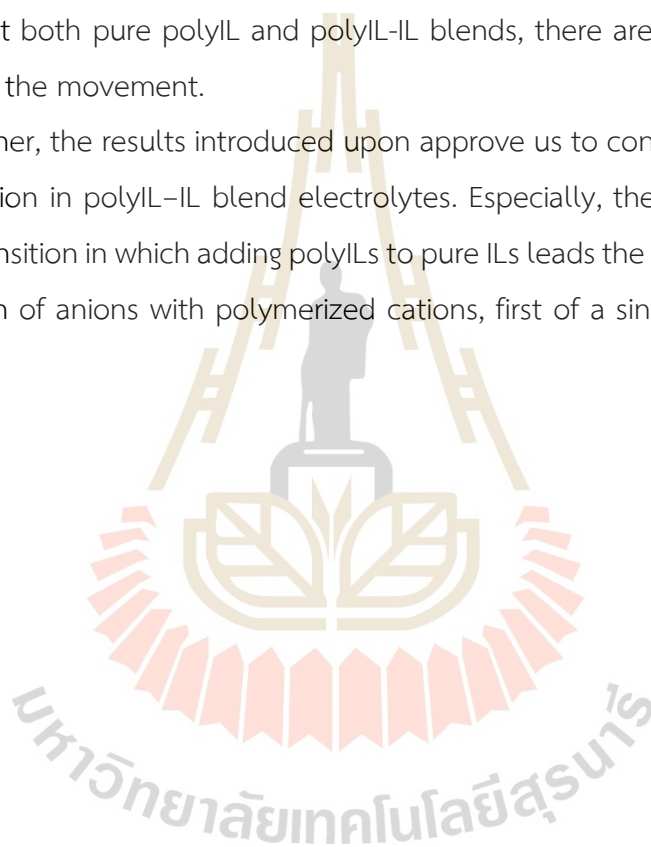 t both pure polyIL and polyIL-IL blends, there are
the movement.
ner, the results introduced upon approve us to con
ion in polyIL–IL blend electrolytes. Especially, the
nsition in which adding polyILs to pure ILs leads the
n of anions with polymerized cations, first of a sin
มหาวิทยาลัยเทคโนโลยีสุรนารี